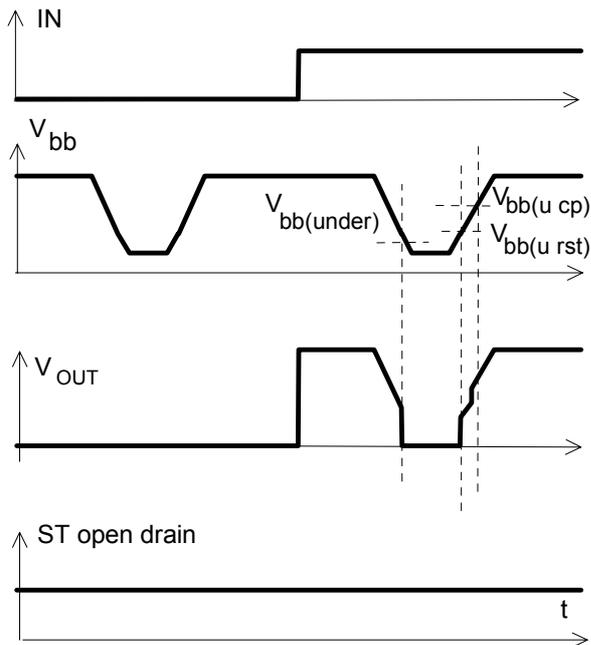 IN
V bb
V bb(under)
V bb(u cp)
V bb(u rst)
V OUT
ST open drain
t